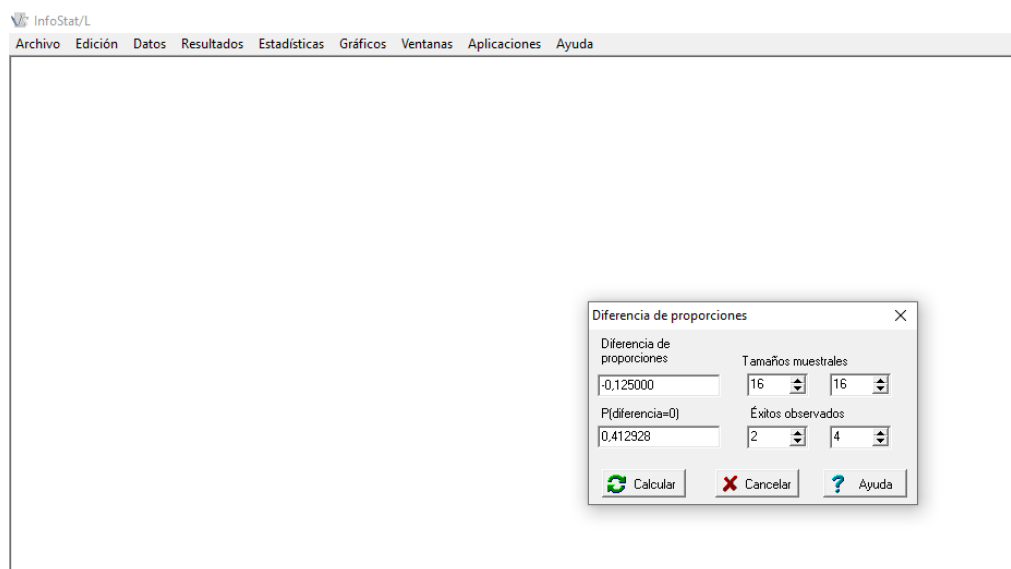 InfoStat/L
Archivo Edición Datos Resultados Estadísticas Gráficos Ventanas Aplicaciones Ayuda
Diferencia de proporciones
Diferencia de
proporciones
Tamaños muestrales
-0,125000
16 16
P(diferencia=0)
Éxitos observados
0,412928
2 4
Calcular Cancelar ? Ayuda